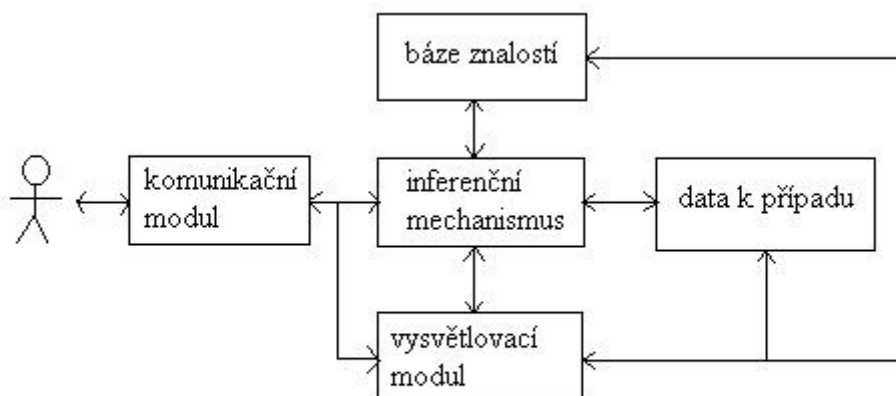 báze znalostí
komunikační
modul
inferenční
mechanismus
data k případu
vysvětlovací
modul